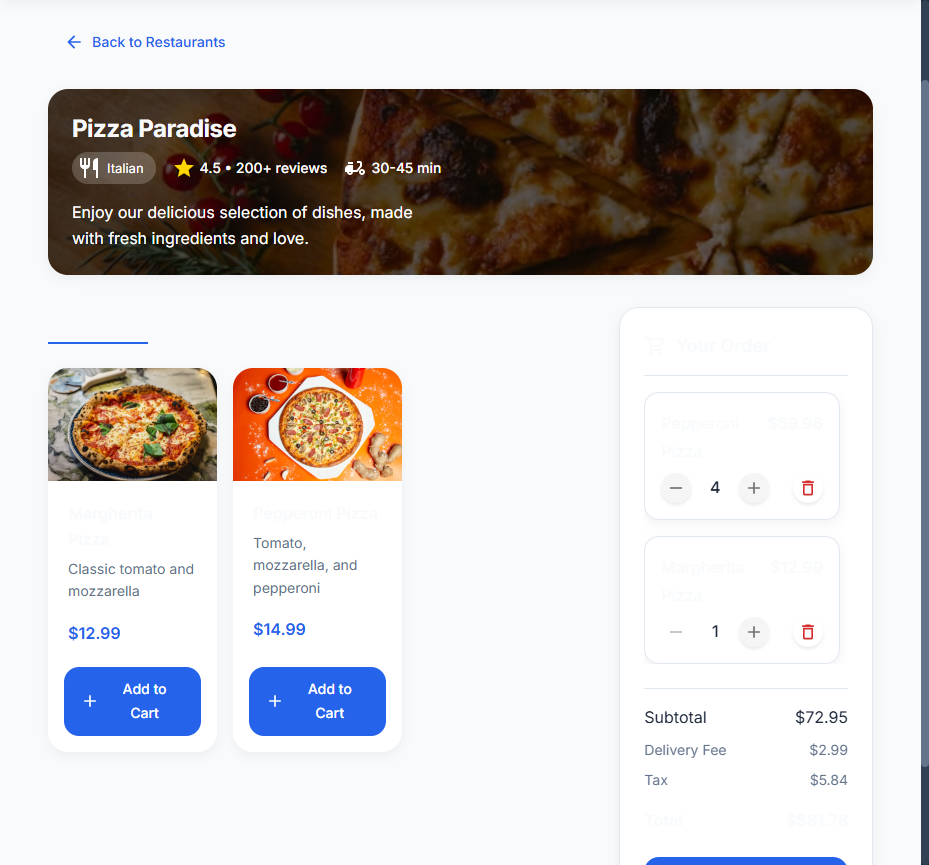 Back to Restaurants
Pizza Paradise
Italian
4.5 • 200+ reviews
30-45 min
Enjoy our delicious selection of dishes, made
with fresh ingredients and love.
Margherita
Pizza
Classic tomato and
mozzarella
$12.99
Add to
Cart
Pepperoni Pizza
Tomato,
mozzarella, and
pepperoni
$14.99
Add to
Cart
Your Order
Pepperoni $59.96
Pizza
4
Margherita $12.99
Pizza
1
Subtotal $72.95
Delivery Fee $2.99
Tax $5.84
Total $$81.78